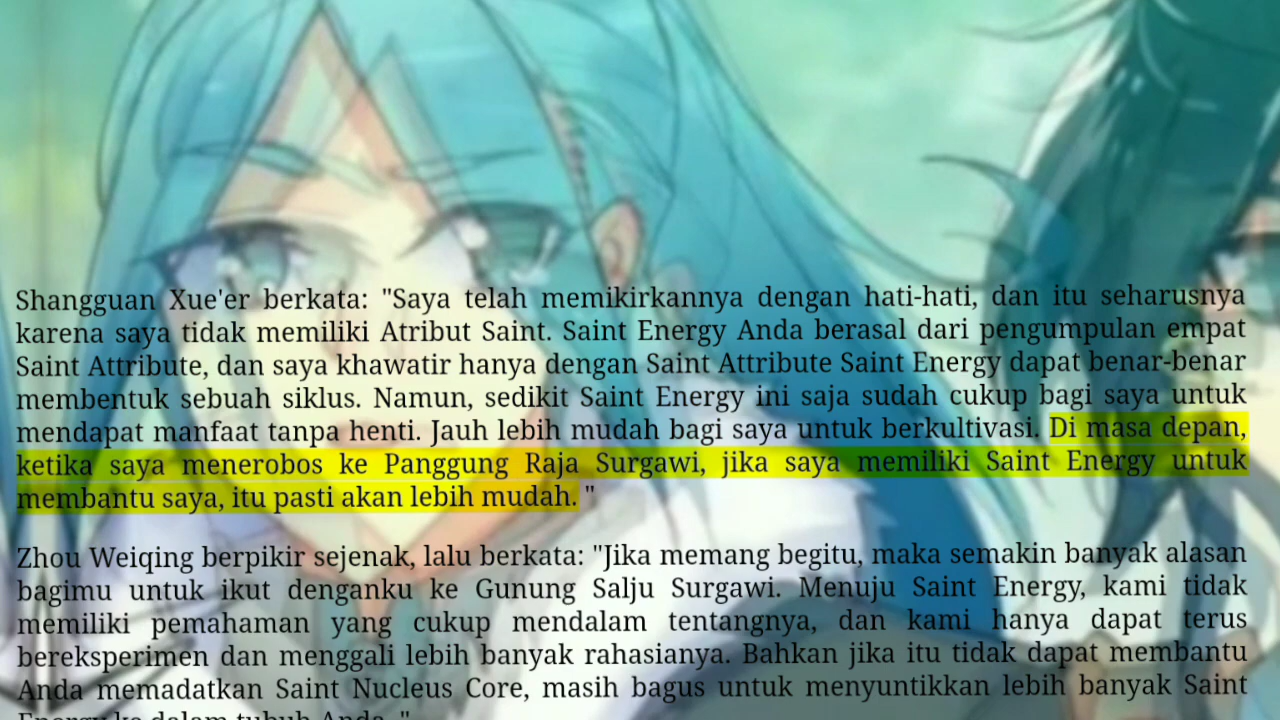 Shangguan Xue'er berkata: "Saya telah memikirkannya dengan hati-hati, dan itu seharusnya
karena saya tidak memiliki Atribut Saint. Saint Energy Anda berasal dari pengumpulan empat
Saint Attribute, dan saya khawatir hanya dengan Saint Attribute Saint Energy dapat benar-benar
membentuk sebuah siklus. Namun, sedikit Saint Energy ini saja sudah cukup bagi saya untuk
mendapat manfaat tanpa henti. Jauh lebih mudah bagi saya untuk berkultivasi. Di masa depan,
ketika saya menerobos ke Panggung Raja Surgawi, jika saya memiliki Saint Energy untuk
membantu saya, itu pasti akan lebih mudah. "
Zhou Weiqing berpikir sejenak, lalu berkata: "Jika memang begitu, maka semakin banyak alasan
bagimu untuk ikut denganku ke Gunung Salju Surgawi. Menuju Saint Energy, kami tidak
memiliki pemahaman yang cukup mendalam tentangnya, dan kami hanya dapat terus
bereksperimen dan menggali lebih banyak rahasianya. Bahkan jika itu tidak dapat membantu
Anda memadatkan Saint Nucleus Core, masih bagus untuk menyuntikkan lebih banyak Saint
Energy ke dalam tubuh Anda. "